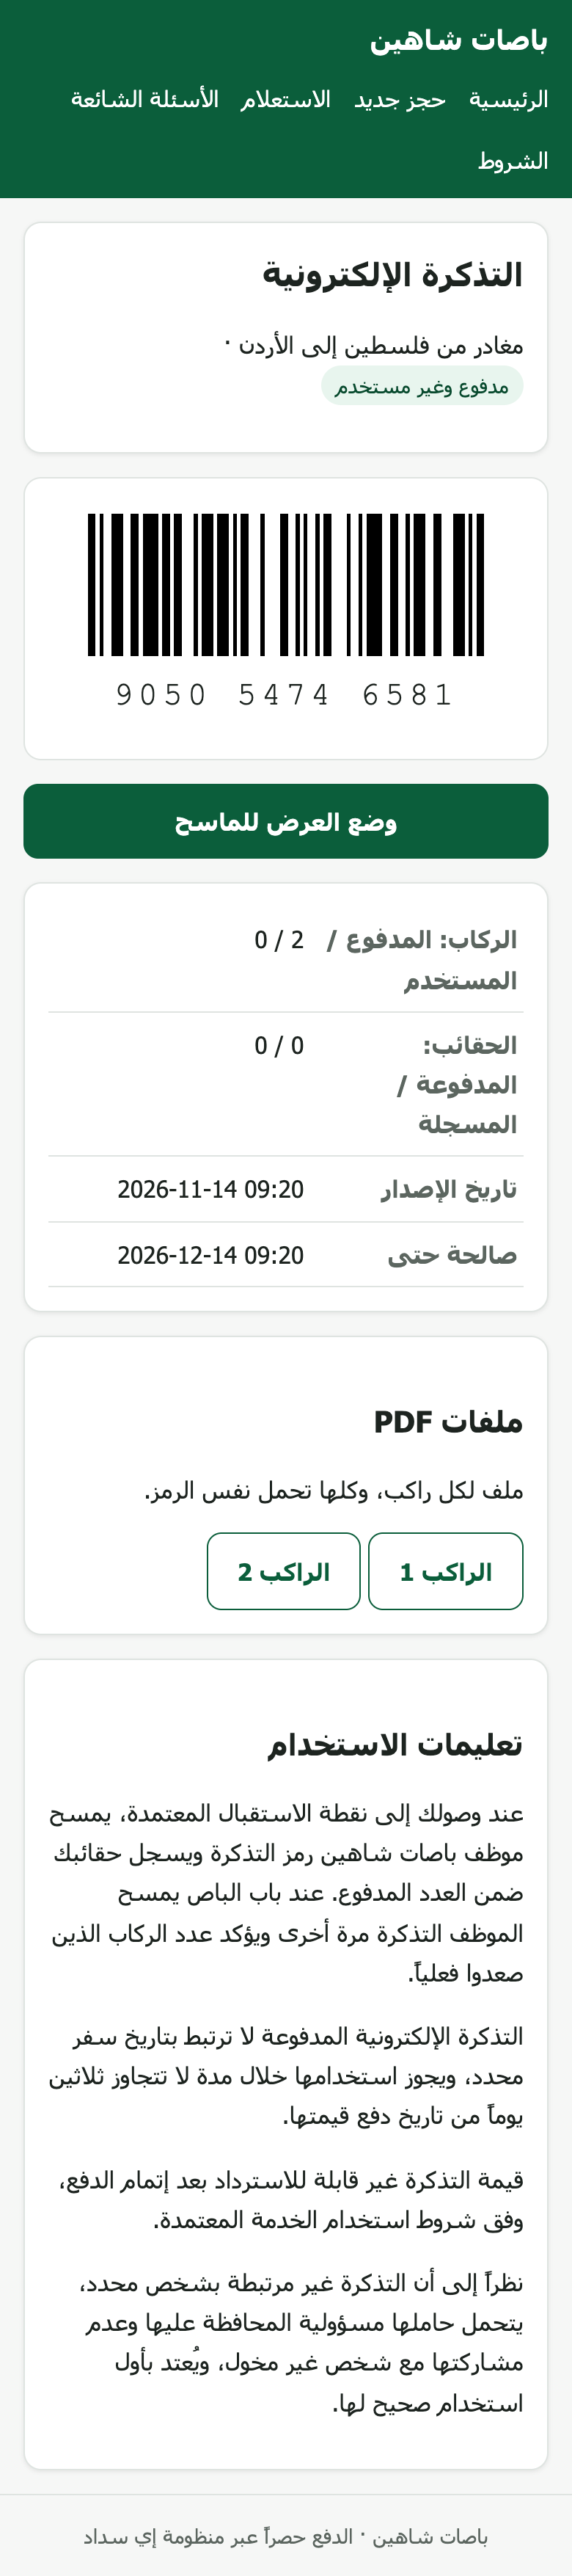 باصات شاهين
الرئيسية حجز جديد الاستعلام الأسئلة الشائعة
الشروط
التذكرة الإلكترونية
مغادر من فلسطين إلى الأردن ·
مدفوع وغير مستخدم
9050 5474 6581
وضع العرض للماسح
الركاب: المدفوع / 2 / 0
المستخدم
الحقائب: 0 / 0
المدفوعة /
المسجلة
تاريخ الإصدار 2026-11-14 09:20
صالحة حتى 2026-12-14 09:20
ملفات PDF
ملف لكل راكب، وكلها تحمل نفس الرمز.
الراكب 1 الراكب 2
تعليمات الاستخدام
عند وصولك إلى نقطة الاستقبال المعتمدة، يمسح
موظف باصات شاهين رمز التذكرة ويسجل حقائبك
ضمن العدد المدفوع. عند باب الباص يمسح
الموظف التذكرة مرة أخرى ويؤكد عدد الركاب الذين
صعدوا فعلياً.
التذكرة الإلكترونية المدفوعة لا ترتبط بتاريخ سفر
محدد، ويجوز استخدامها خلال مدة لا تتجاوز ثلاثين
يوماً من تاريخ دفع قيمتها.
قيمة التذكرة غير قابلة للاسترداد بعد إتمام الدفع،
وفق شروط استخدام الخدمة المعتمدة.
نظراً إلى أن التذكرة غير مرتبطة بشخص محدد،
يتحمل حاملها مسؤولية المحافظة عليها وعدم
مشاركتها مع شخص غير مخول، ويُعتد بأول
استخدام صحيح لها.
باصات شاهين · الدفع حصراً عبر منظومة إي سداد